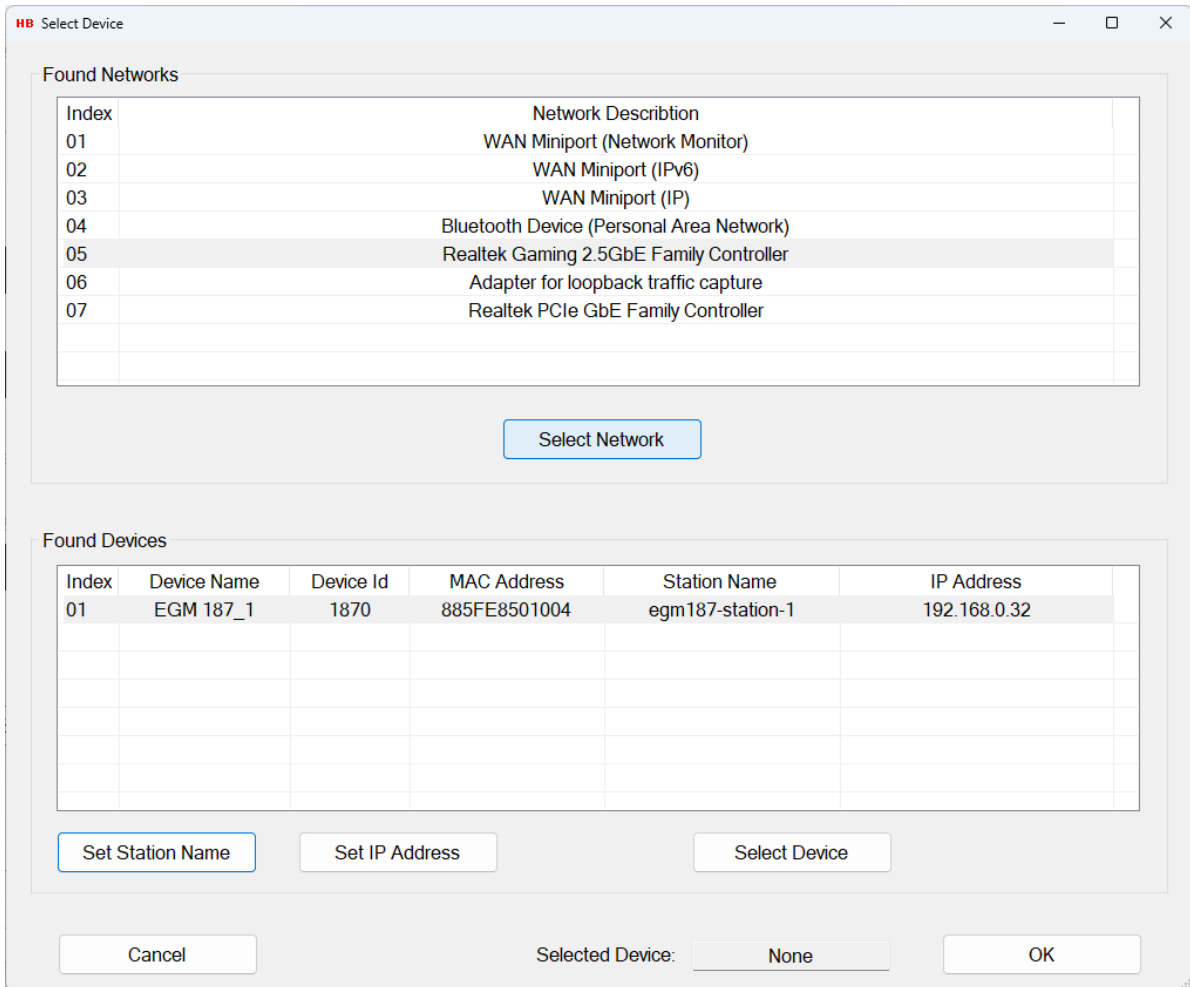 HB Select Device
Found Networks
Index Network Describtion
01 WAN Miniport (Network Monitor)
02 WAN Miniport (IPv6)
03 WAN Miniport (IP)
04 Bluetooth Device (Personal Area Network)
05 Realtek Gaming 2.5GbE Family Controller
06 Adapter for loopback traffic capture
07 Realtek PCIe GbE Family Controller
Select Network
Found Devices
Index Device Name Device Id MAC Address Station Name IP Address
01 EGM 187_1 1870 885FE8501004 egm187-station-1 192.168.0.32
Set Station Name Set IP Address Select Device
Cancel Selected Device: None OK